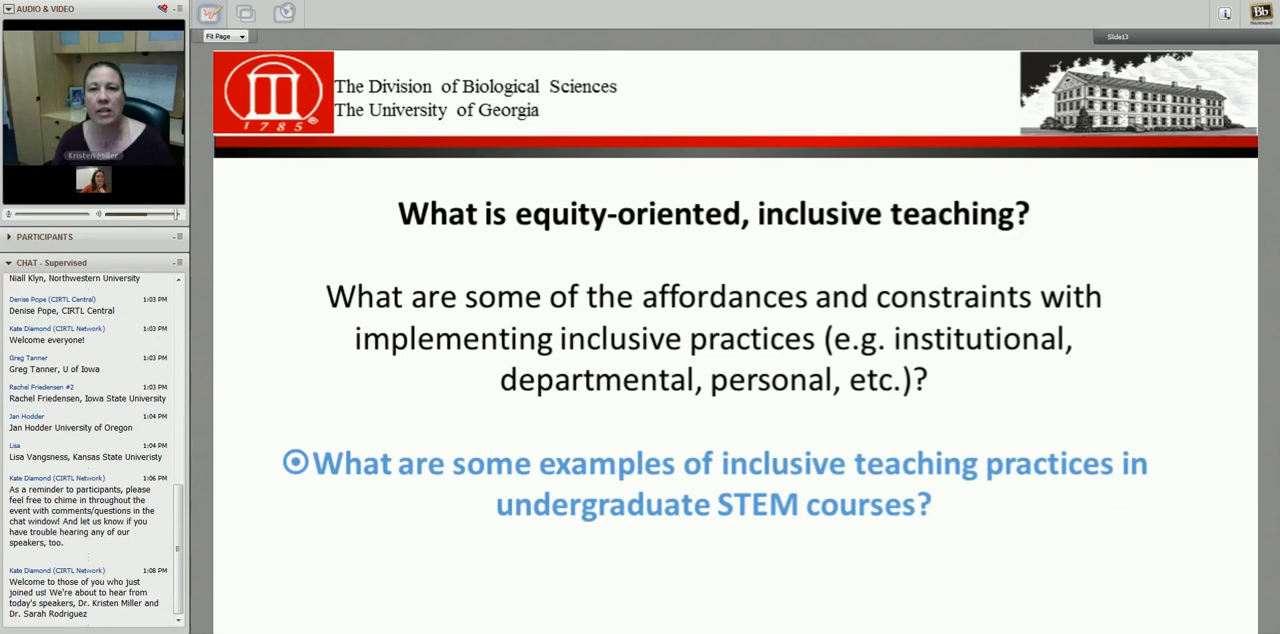 AUDIO & VIDEO
Kristen Miller
PARTICIPANTS
CHAT - Supervised
Niall Klyn, Northwestern University
Denise Pope (CIRTL Central) 1:03 PM
Denise Pope, CIRTL Central
Kate Diamond (CIRTL Network) 1:03 PM
Welcome everyone!
Greg Tanner 1:03 PM
Greg Tanner, U of Iowa
Rachel Friedensen #2 1:03 PM
Rachel Friedensen, Iowa State University
Jan Hodder 1:04 PM
Jan Hodder University of Oregon
Lisa 1:04 PM
Lisa Vangsness, Kansas State Univeristy
Kate Diamond (CIRTL Network) 1:06 PM
As a reminder to participants, please
feel free to chime in throughout the
event with comments/questions in the
chat window! And let us know if you
have trouble hearing any of our
speakers, too.
Kate Diamond (CIRTL Network) 1:08 PM
Welcome to those of you who just
joined us! We're about to hear from
today's speakers, Dr. Kristen Miller and
Dr. Sarah Rodriguez
Fit Page
Slide13
Bb
Blackboard
1785
The Division of Biological Sciences
The University of Georgia
What is equity-oriented, inclusive teaching?
What are some of the affordances and constraints with
implementing inclusive practices (e.g. institutional,
departmental, personal, etc.)?
What are some examples of inclusive teaching practices in
undergraduate STEM courses?